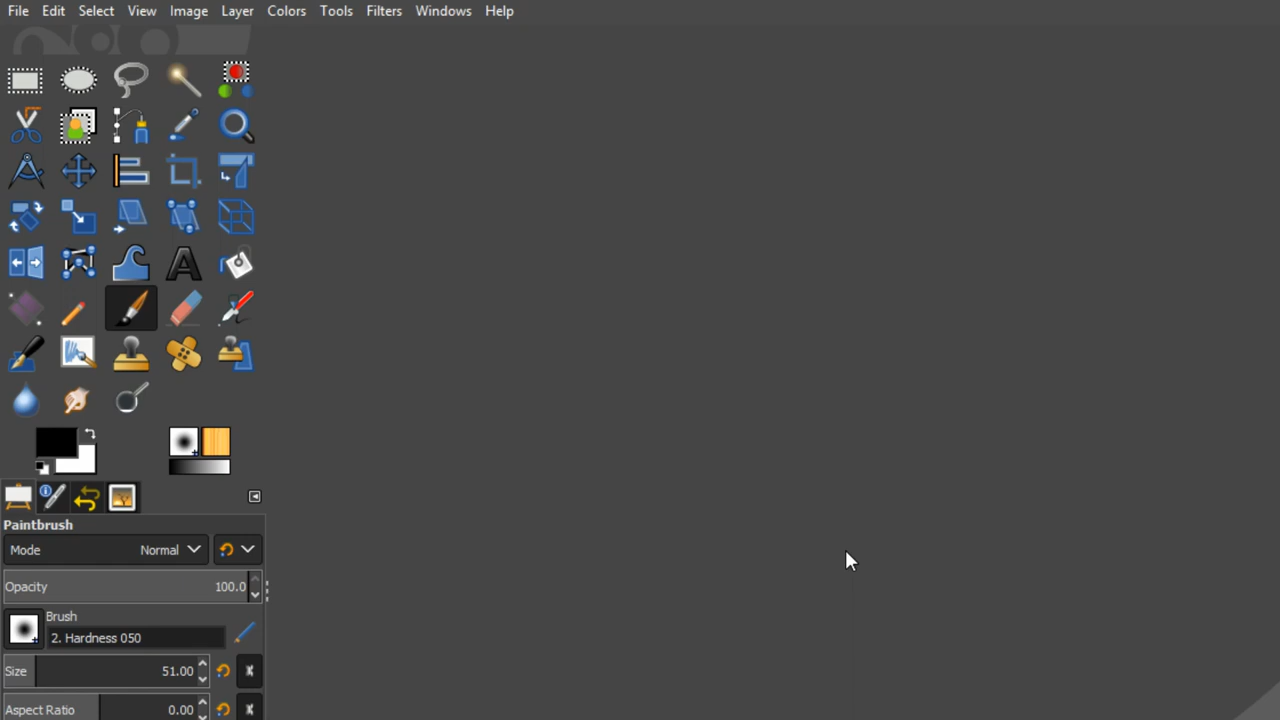 File Edit Select View Image Layer Colors Tools Filters Windows Help
Paintbrush
Mode Normal
Opacity 100.0
Brush
2. Hardness 050
Size 51.00
Aspect Ratio 0.00